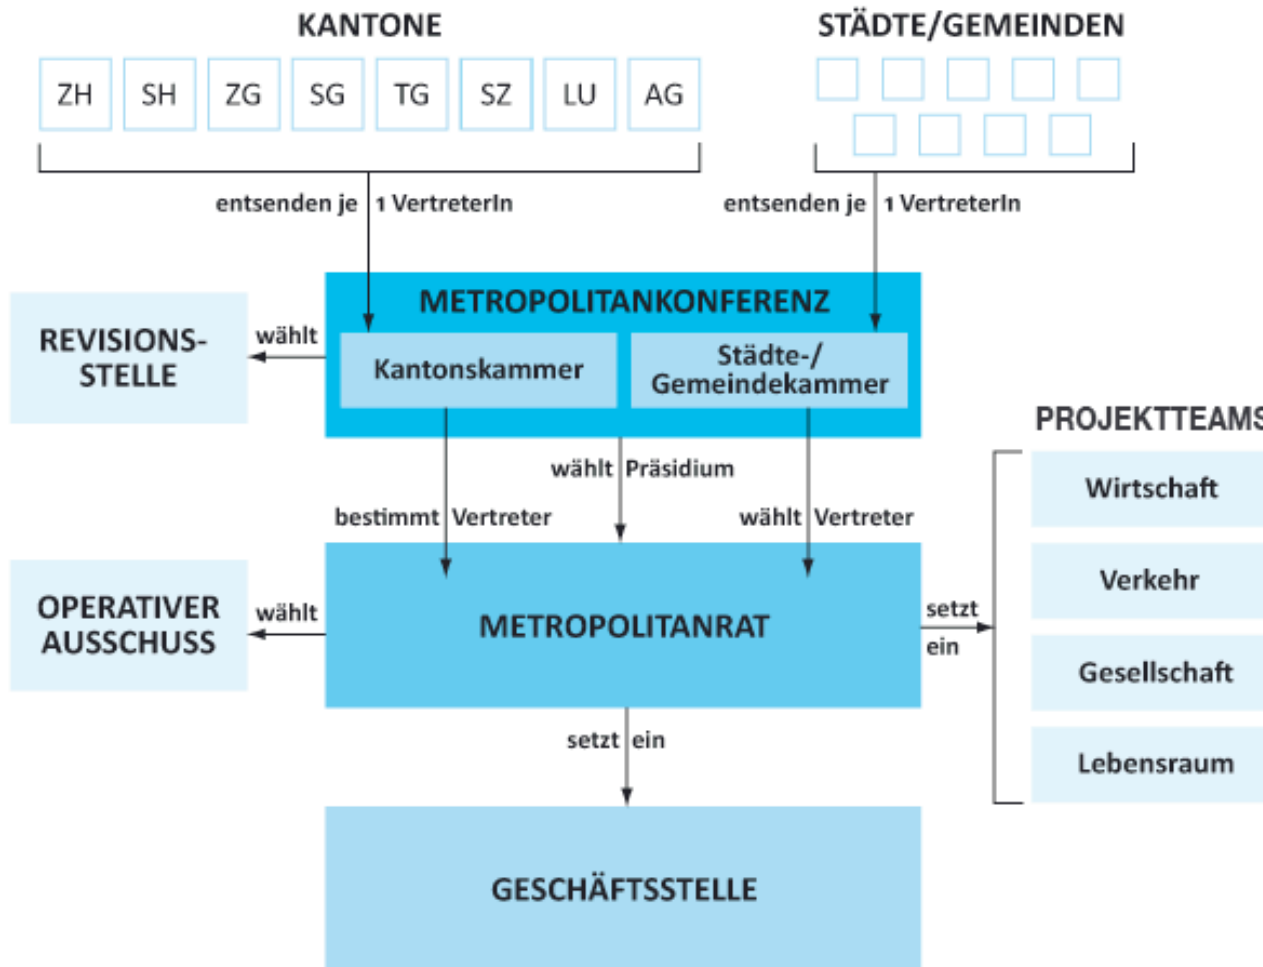 KANTONE
STÄDTE/GEMEINDEN
ZH SH ZG SG TG SZ LU AG
entsenden je 1 VertreterIn
entsenden je 1 VertreterIn
METROPOLITANKONFERENZ
REVISIONS-
STELLE
wählt
Kantonskammer
Städte-/
Gemeindekammer
PROJEKTTEAMS
wählt Präsidium
bestimmt Vertreter
wählt Vertreter
Wirtschaft
Verkehr
Gesellschaft
Lebensraum
OPERATIVER
AUSSCHUSS
wählt
METROPOLITANRAT
setzt
ein
setzt ein
GESCHÄFTSSTELLE